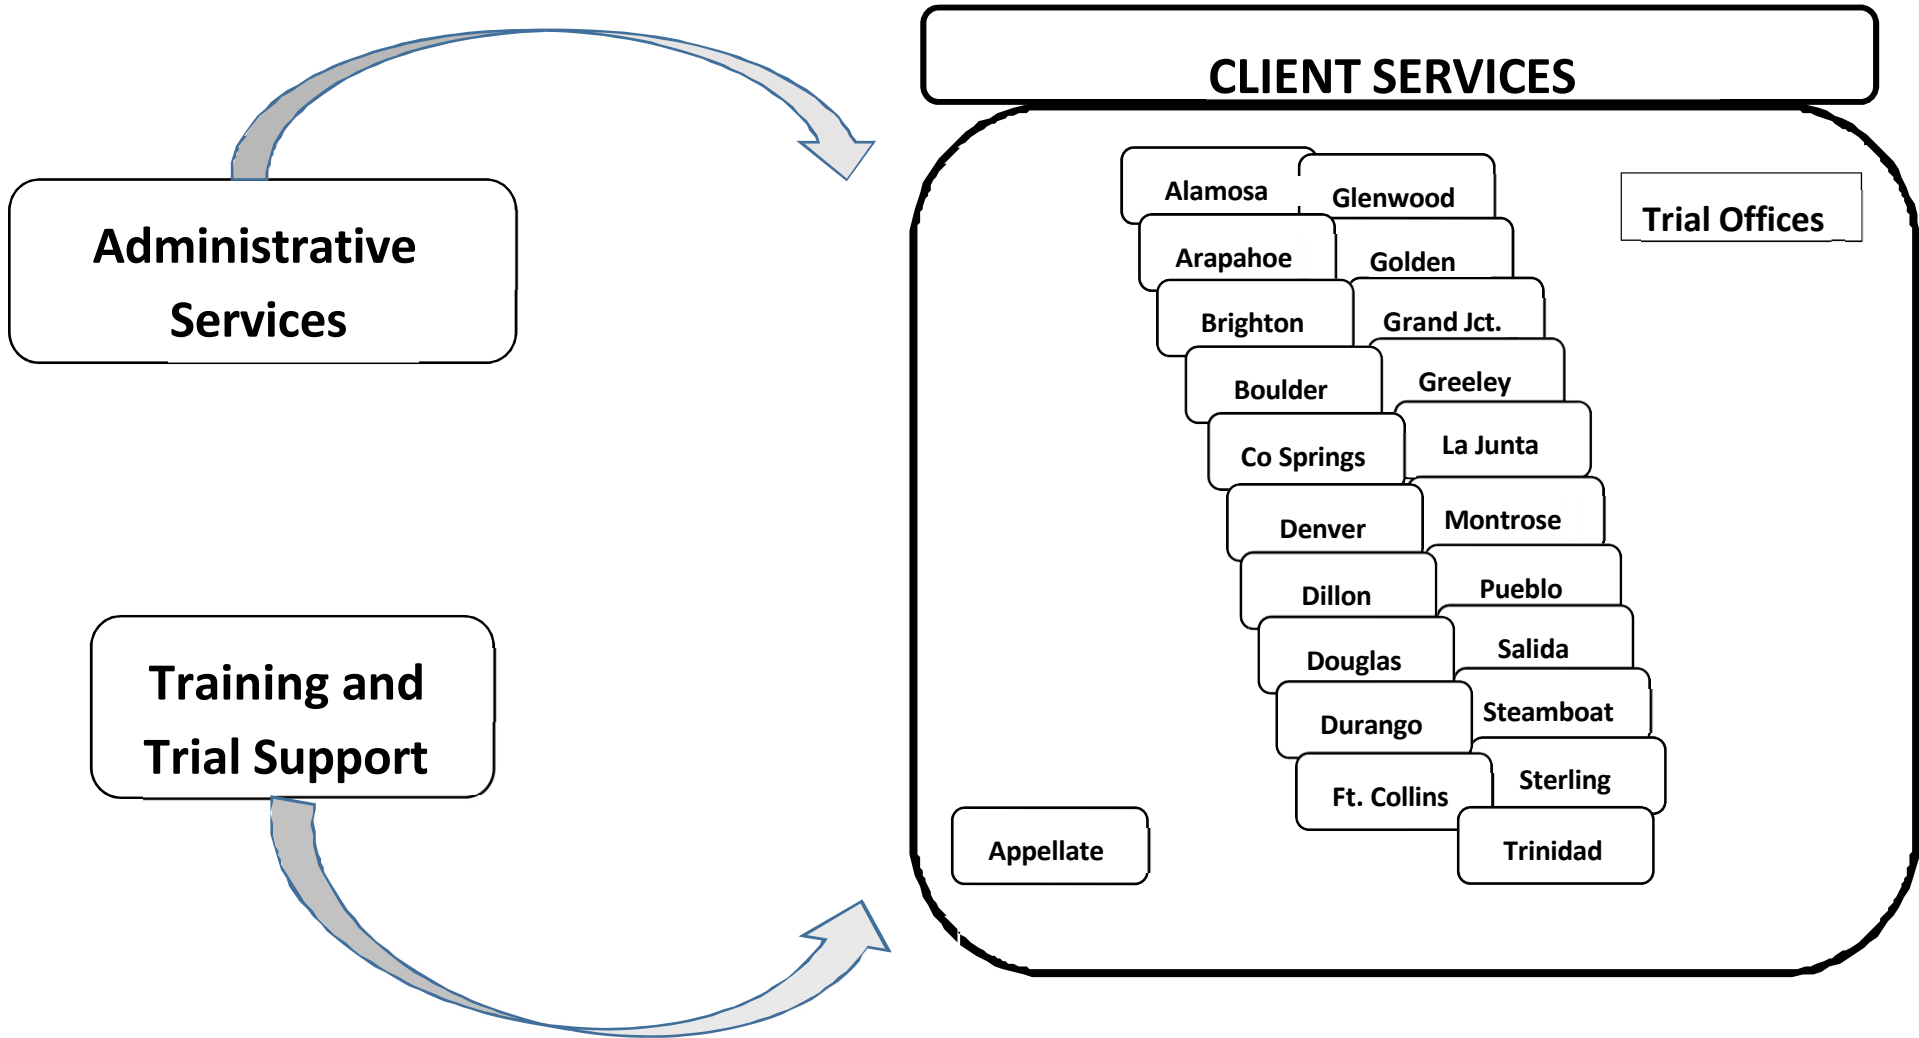 CLIENT SERVICES
Administrative
Services
Training and
Trial Support
Trial Offices
Alamosa
Arapahoe
Brighton
Boulder
Co Springs
Denver
Dillon
Douglas
Durango
Ft. Collins
Glenwood
Golden
Grand Jct.
Greeley
La Junta
Montrose
Pueblo
Salida
Steamboat
Sterling
Trinidad
Appellate